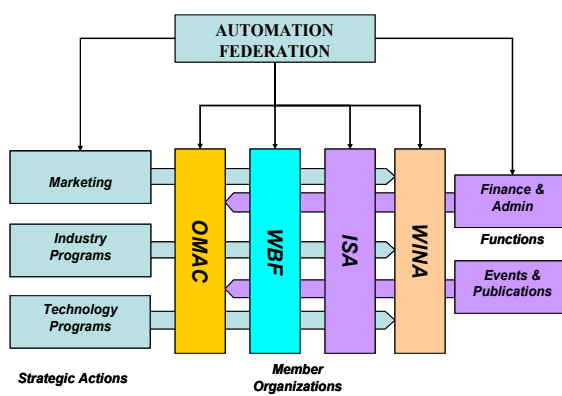 AUTOMATION
FEDERATION
Marketing
Industry
Programs
Technology
Programs
OMAC
WBF
ISA
WINA
Finance &
Admin
Functions
Events &
Publications
Strategic Actions
Member
Organizations